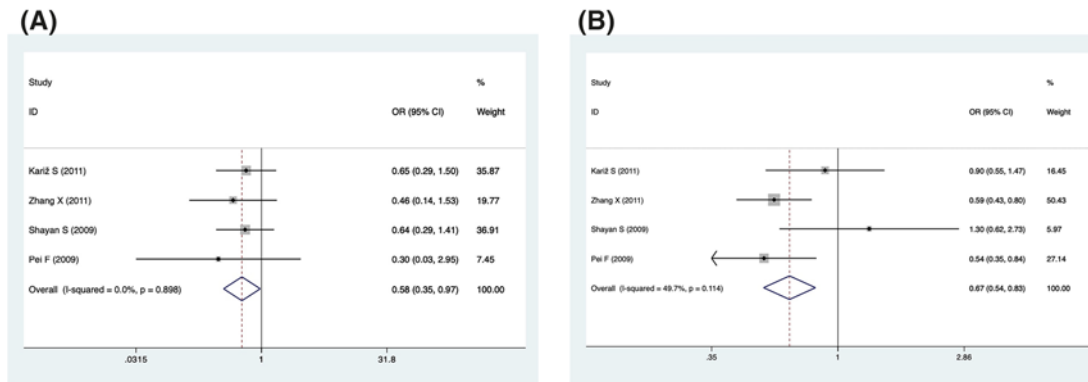 (A)
Study %
ID OR (95% CI) Weight
Kariž S (2011) 0.65 (0.29, 1.50) 35.87
Zhang X (2011) 0.46 (0.14, 1.53) 19.77
Shayan S (2009) 0.64 (0.29, 1.41) 36.91
Pei F (2009) 0.30 (0.03, 2.95) 7.45
Overall (I-squared = 0.0%, p = 0.898) 0.58 (0.35, 0.97) 100.00
.0315 1 31.8
(B)
Study %
ID OR (95% CI) Weight
Kariž S (2011) 0.90 (0.55, 1.47) 16.45
Zhang X (2011) 0.59 (0.43, 0.80) 50.43
Shayan S (2009) 1.30 (0.62, 2.73) 5.97
Pei F (2009) 0.54 (0.35, 0.84) 27.14
Overall (I-squared = 49.7%, p = 0.114) 0.67 (0.54, 0.83) 100.00
.35 1 2.86